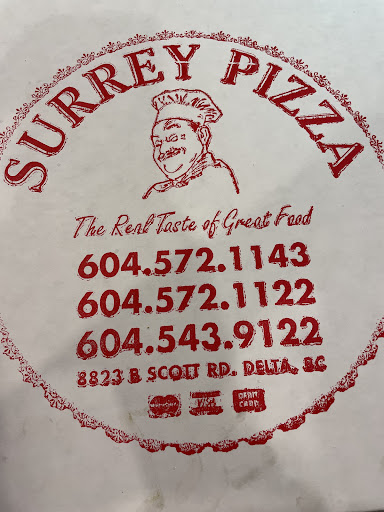 SURREY PIZZA
The Real Taste of Great Food
604.572.1143
604.572.1122
604.543.9122
8823 B SCOTT RD. DELTA, BC
VISA